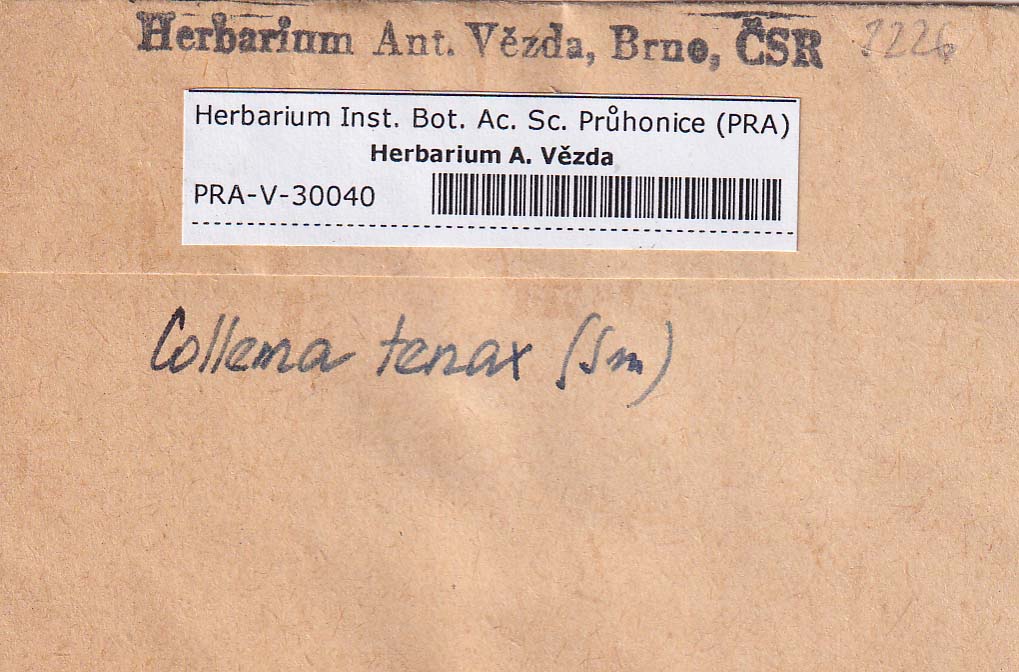 Herbarium Ant. Vězda, Brno, ČSR 2226
Herbarium Inst. Bot. Ac. Sc. Průhonice (PRA)
Herbarium A. Vězda
PRA-V-30040
Collema tenax (Sm)